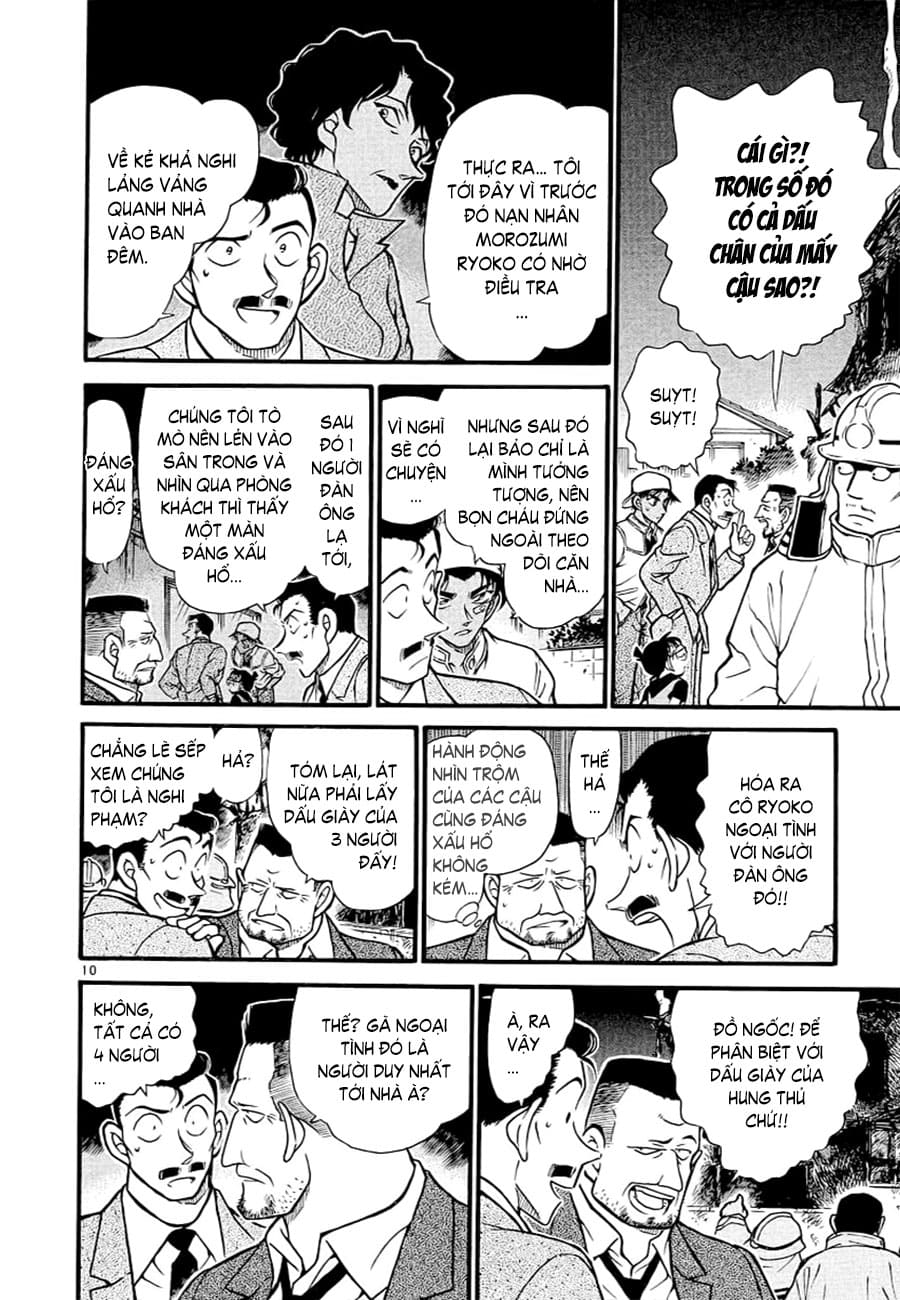 CÁI GÌ?!
TRONG SỐ ĐÓ
CÓ CẢ DẤU
CHÂN CỦA MẤY
CẬU SAO?!
SUỴT!
SUỴT!
THỰC RA... TÔI
TỚI ĐÂY VÌ TRƯỚC
ĐÓ NẠN NHÂN
MOROZUMI
RYOKO CÓ NHỜ
ĐIỀU TRA
...
VỀ KẺ KHẢ NGHI
LẢNG VẢNG
QUANH NHÀ
VÀO BAN
ĐÊM.
NHƯNG SAU ĐÓ
LẠI BẢO CHỈ LÀ
MÌNH TƯỞNG
TƯỢNG, NÊN
BỌN CHÁU ĐỨNG
NGOÀI THEO
DÕI CĂN
NHÀ...
VÌ NGHĨ
SẼ CÓ
CHUYỆN
...
SAU
ĐÓ 1
NGƯỜI
ĐÀN
ÔNG
LẠ
TỚI,
CHÚNG TÔI TÒ
MÒ NÊN LẺN VÀO
SÂN TRONG VÀ
NHÌN QUA PHÒNG
KHÁCH THÌ THẤY
MỘT MÀN
ĐÁNG XẤU
HỔ...
ĐÁNG
XẤU
HỔ?
HÓA RA
CÔ RYOKO
NGOẠI TÌNH
VỚI NGƯỜI
ĐÀN ÔNG
ĐÓ!!
THẾ
HẢ
...
HÀNH ĐỘNG
NHÌN TRỘM
CỦA CÁC CẬU
CŨNG ĐÁNG
XẤU HỔ
KHÔNG
KÉM...
TÓM LẠI, LÁT
NỮA PHẢI LẤY
DẤU GIÀY CỦA
3 NGƯỜI
ĐẤY!
HẢ?
CHẲNG LẼ SẾP
XEM CHÚNG
TÔI LÀ NGHI
PHẠM?
10
ĐỒ NGỐC! ĐỂ
PHÂN BIỆT VỚI
DẤU GIÀY CỦA
HUNG THỦ
CHỨ!!
À, RA
VẬY
...
THẾ? GÃ NGOẠI
TÌNH ĐÓ LÀ
NGƯỜI DUY NHẤT
TỚI NHÀ À?
KHÔNG,
TẤT CẢ CÓ
4 NGƯỜI
...